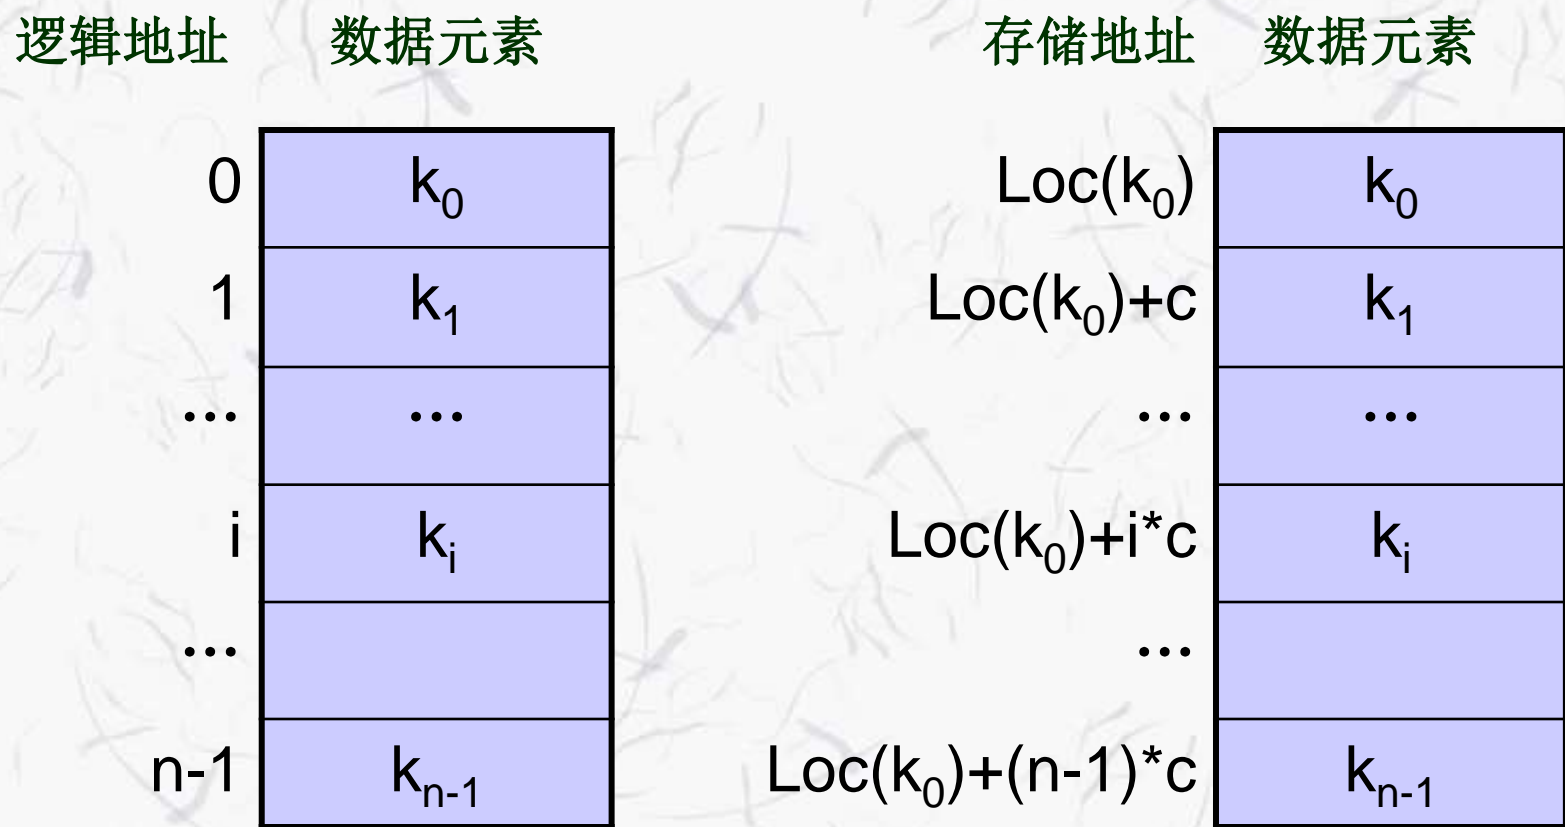 逻辑地址 数据元素 存储地址 数据元素
0 k₀ Loc(k₀) k₀
1 k₁ Loc(k₀)+c k₁
... ... ... ...
i kᵢ Loc(k₀)+i*c kᵢ
... ...
n-1 kₙ₋₁ Loc(k₀)+(n-1)*c kₙ₋₁